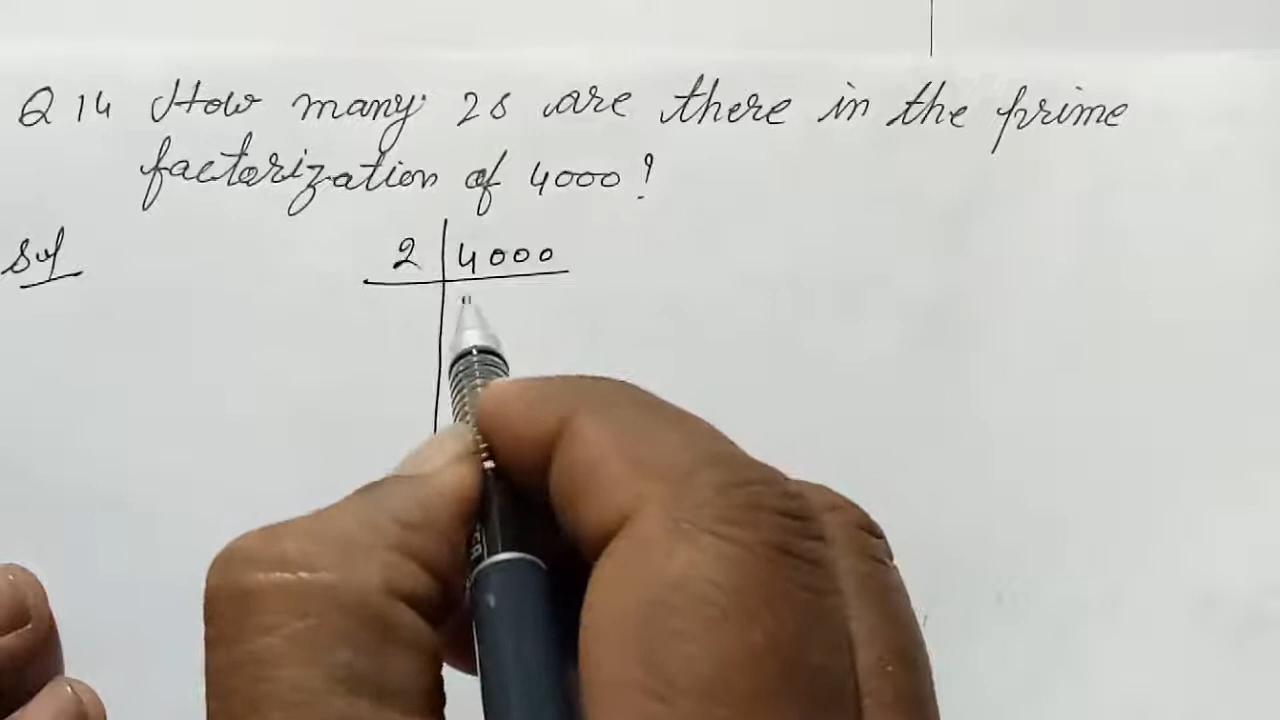 Q 14 How many 2s are there in the prime
factorization of 4000?
Sol
2 4000